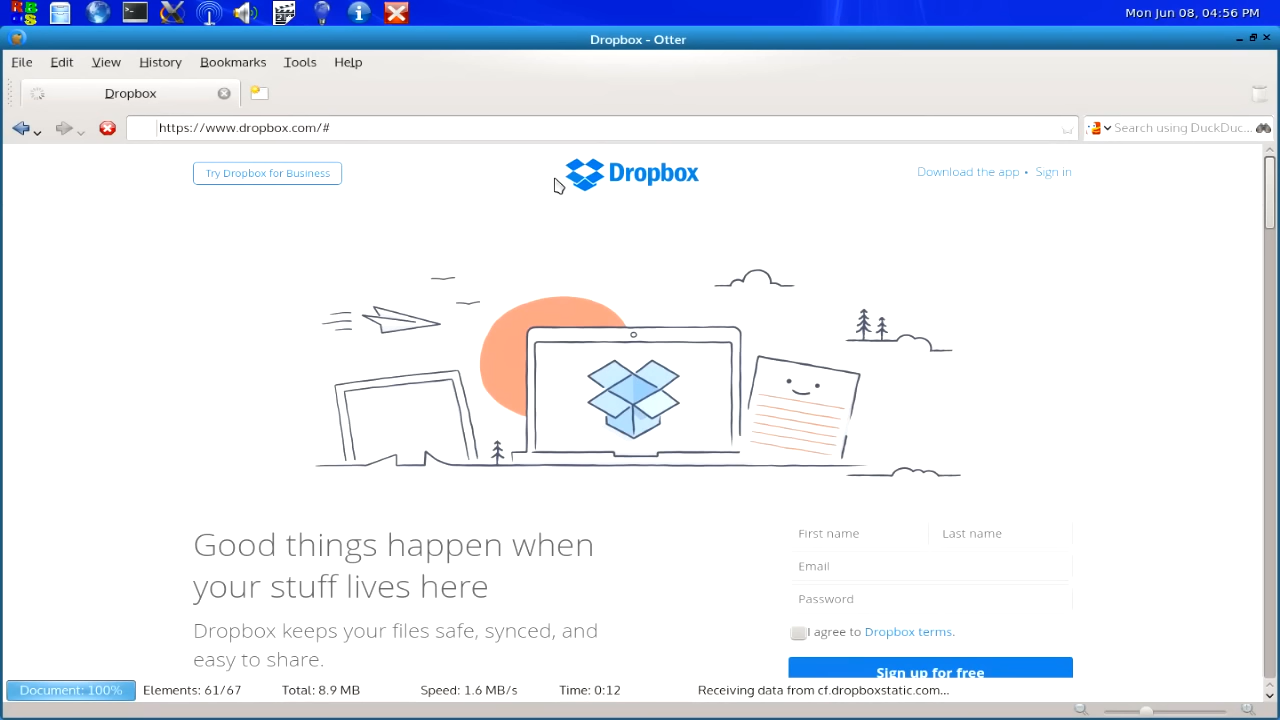 Mon Jun 08, 04:56 PM
Dropbox - Otter
File Edit View History Bookmarks Tools Help
Dropbox
https://www.dropbox.com/#
Search using DuckDuc...
Try Dropbox for Business
Dropbox
Download the app • Sign in
Good things happen when
your stuff lives here
Dropbox keeps your files safe, synced, and
easy to share.
First name Last name
Email
Password
I agree to Dropbox terms.
Sign up for free
Document: 100% Elements: 61/67 Total: 8.9 MB Speed: 1.6 MB/s Time: 0:12 Receiving data from cf.dropboxstatic.com...